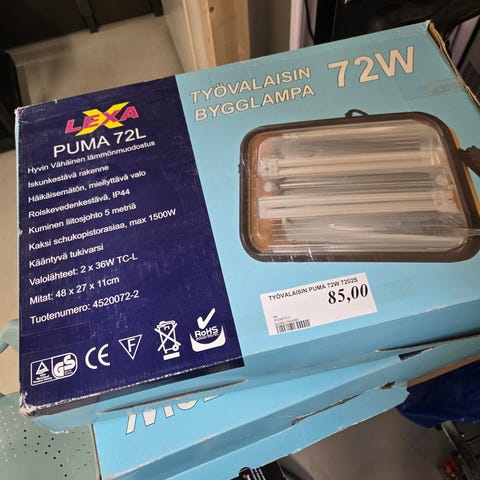 LEXA
PUMA 72L
Hyvin Vähäinen lämmönmuodostus
Iskunkestävä rakenne
Häikäisemätön, miellyttävä valo
Roiskevedenkestävä, IP44
Kuminen liitosjohto 5 metriä
Kaksi schukopistorasiaa, max 1500W
Kääntyvä tukivarsi
Valolähteet: 2 x 36W TC-L
Mitat: 48 x 27 x 11cm
Tuotenumero: 4520072-2
GS
CE
F
RoHS
TYÖVALAISIN
BYGGLAMPA
72W
TYÖVALAISIN PUMA 72W 7202S
85,00